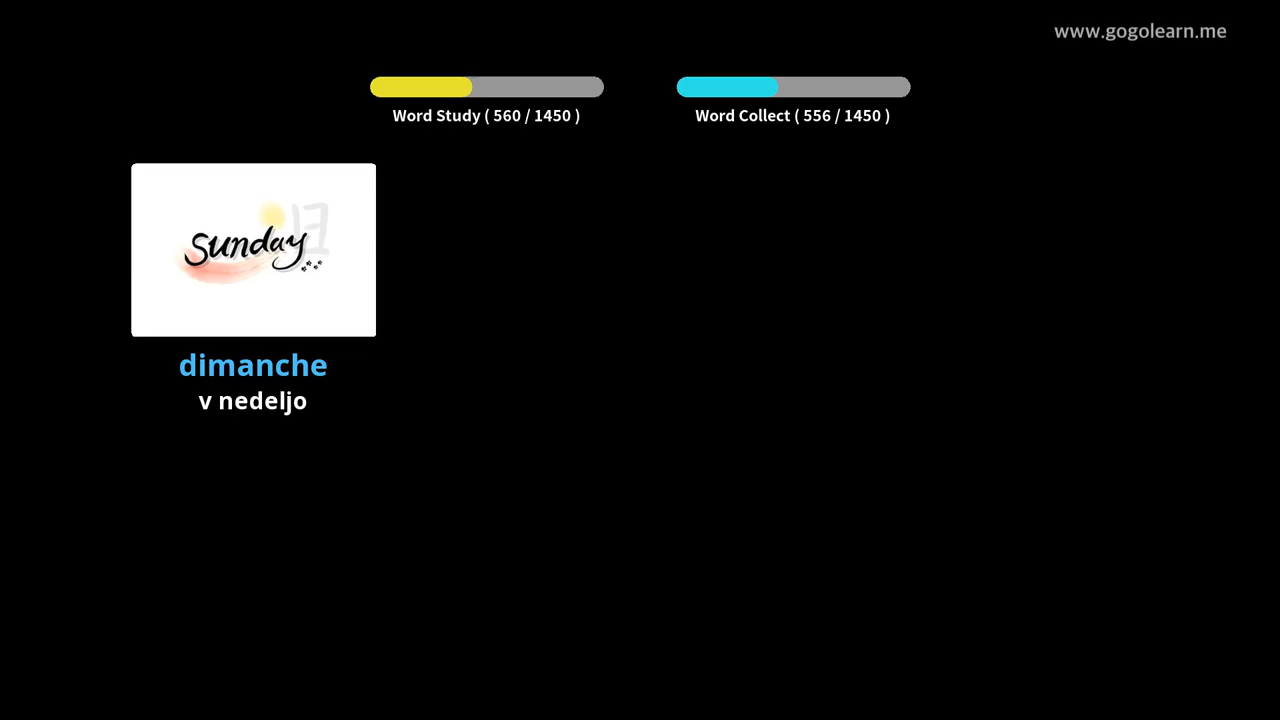 www.gogolearn.me
Word Study ( 560 / 1450 )
Word Collect ( 556 / 1450 )
Sunday
dimanche
v nedeljo